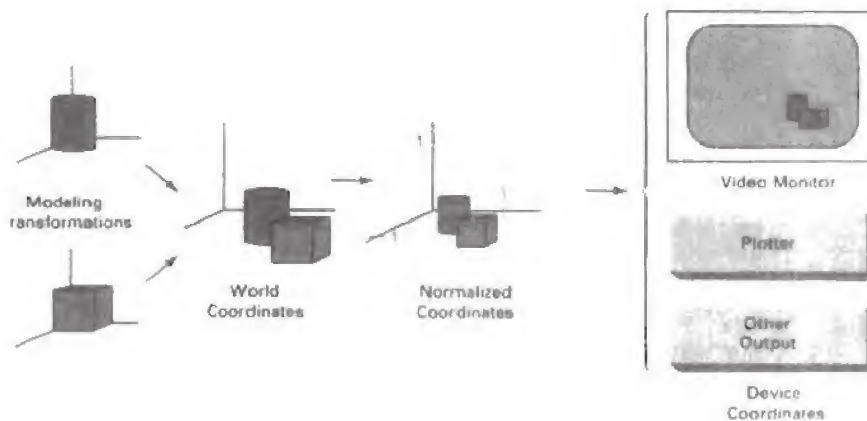 Modeling
ransformations
World
Coordinates
1
1
1
Normalized
Coordinates
Video Monitor
Plotter
Other
Output
Device
Coordinates